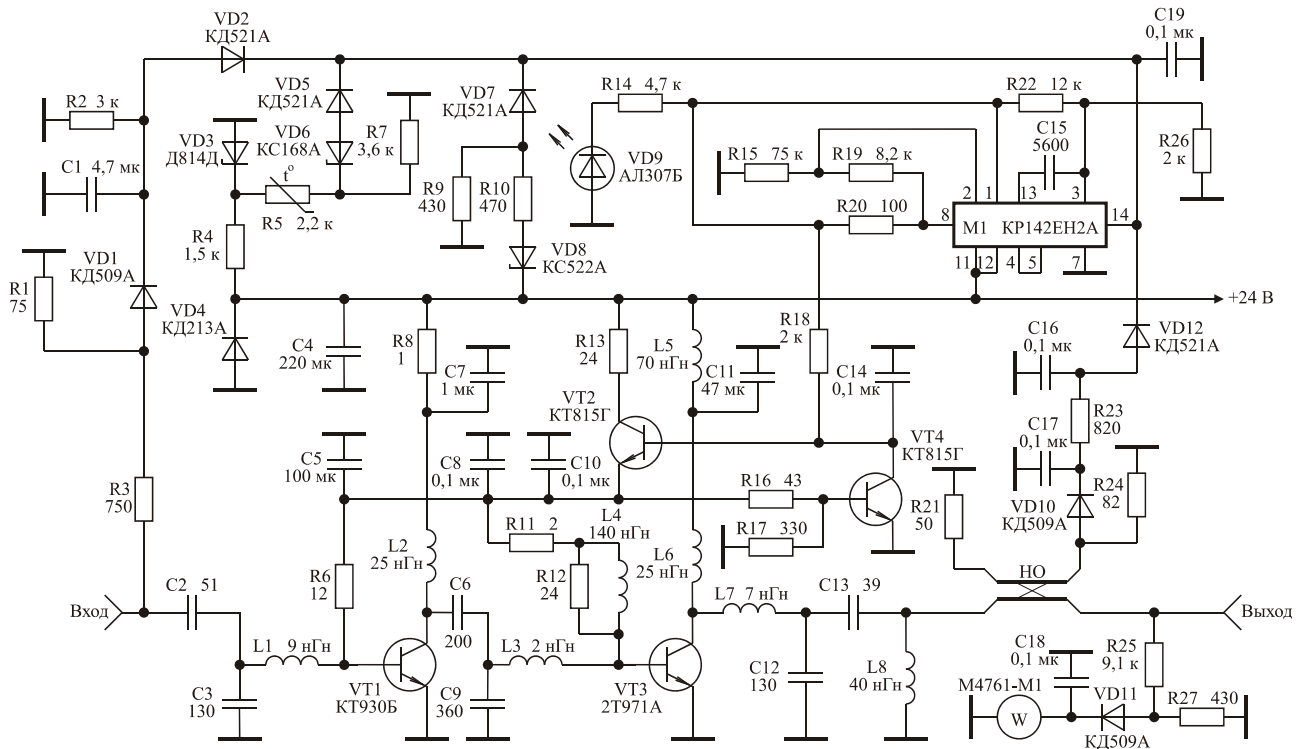 VD2
КД521А
C19
0,1 мк
R2 3 к
VD5
КД521А
VD7
КД521А
R14 4,7 к
R22 12 к
VD3
Д814Д
VD6
КС168А
R7
3,6 к
C15
5600
R26
2 к
C1 4,7 мк
t°
R5 2,2 к
R9
430
R10
470
VD9
АЛ307Б
R15 75 к
R19 8,2 к
2
1
13
3
R20 100
8
М1 КР142ЕН2А
14
R4
1,5 к
VD8
КС522А
11
12
4
5
7
VD1
КД509А
R1
75
+24 В
VD4
КД213А
C4
220 мк
R8
1
C7
1 мк
R13
24
L5
70 нГн
C11
47 мк
R18
2 к
C14
0,1 мк
C16
0,1 мк
VD12
КД521А
VT2
КТ815Г
R23
820
C5
100 мк
C8
0,1 мк
C10
0,1 мк
VT4
КТ815Г
C17
0,1 мк
R24
82
R3
750
R16 43
R21
50
VD10
КД509А
R17 330
R11 2
L4
140 нГн
L2
25 нГн
L6
25 нГн
R6
12
R12
24
НО
C2 51
C6
200
L7 7 нГн
C13 39
Вход
Выход
L1 9 нГн
L3 2 нГн
C18
0,1 мк
R25
9,1 к
C3
130
VT1
КТ930Б
C9
360
VT3
2Т971А
C12
130
L8
40 нГн
М4761-М1
W
VD11
КД509А
R27 430